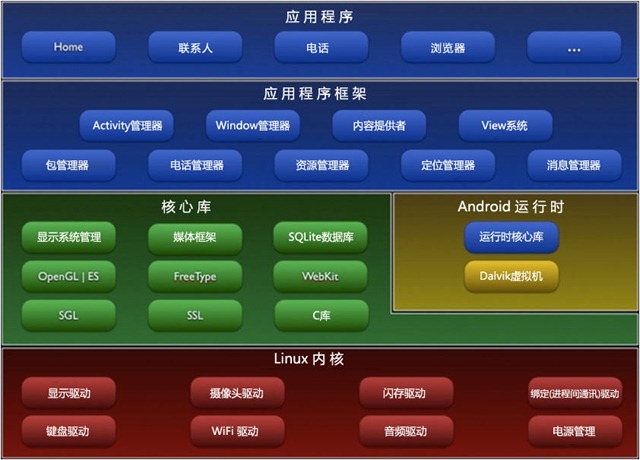 应用程序
Home
联系人
电话
浏览器
...
应用程序框架
Activity管理器
Window管理器
内容提供者
View系统
包管理器
电话管理器
资源管理器
定位管理器
消息管理器
核心库
显示系统管理
媒体框架
SQLite数据库
OpenGL | ES
FreeType
WebKit
SGL
SSL
C库
Android 运行时
运行时核心库
Dalvik虚拟机
Linux 内核
显示驱动
摄像头驱动
闪存驱动
绑定(进程间通讯)驱动
键盘驱动
WiFi 驱动
音频驱动
电源管理